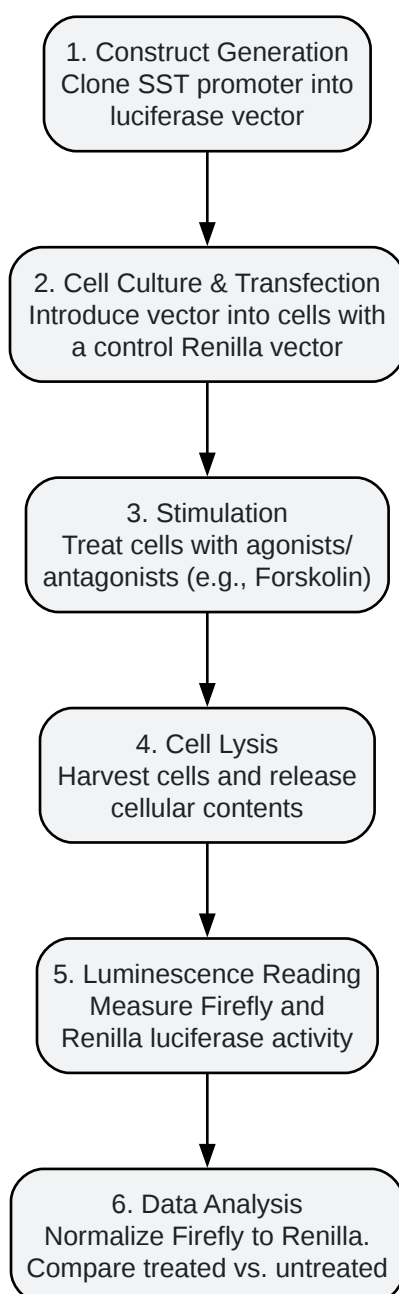 1. Construct Generation
Clone SST promoter into
luciferase vector
2. Cell Culture & Transfection
Introduce vector into cells with
a control Renilla vector
3. Stimulation
Treat cells with agonists/
antagonists (e.g., Forskolin)
4. Cell Lysis
Harvest cells and release
cellular contents
5. Luminescence Reading
Measure Firefly and
Renilla luciferase activity
6. Data Analysis
Normalize Firefly to Renilla.
Compare treated vs. untreated